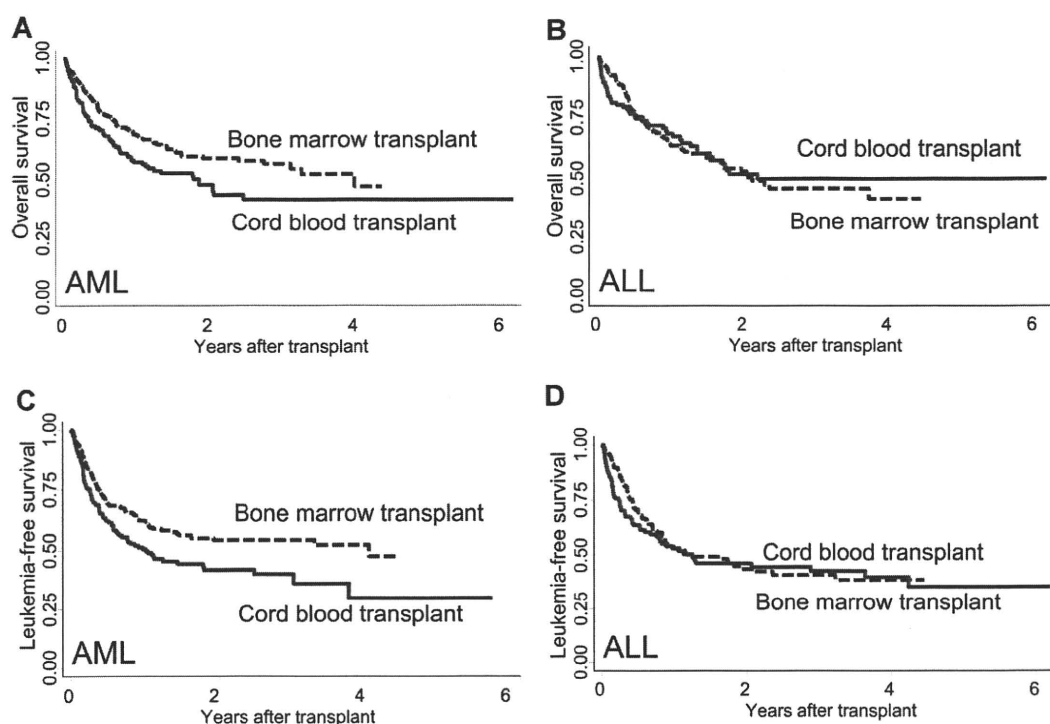 A
Overall survival
1.00
0.75
0.50
0.25
0.00
Bone marrow transplant
Cord blood transplant
AML
0 2 4 6
Years after transplant
B
Overall survival
1.00
0.75
0.50
0.25
0.00
Cord blood transplant
Bone marrow transplant
ALL
0 2 4 6
Years after transplant
C
Leukemia-free survival
1.00
0.75
0.50
0.25
0.00
Bone marrow transplant
Cord blood transplant
AML
0 2 4 6
Years after transplant
D
Leukemia-free survival
1.00
0.75
0.50
0.25
0.00
Cord blood transplant
Bone marrow transplant
ALL
0 2 4 6
Years after transplant